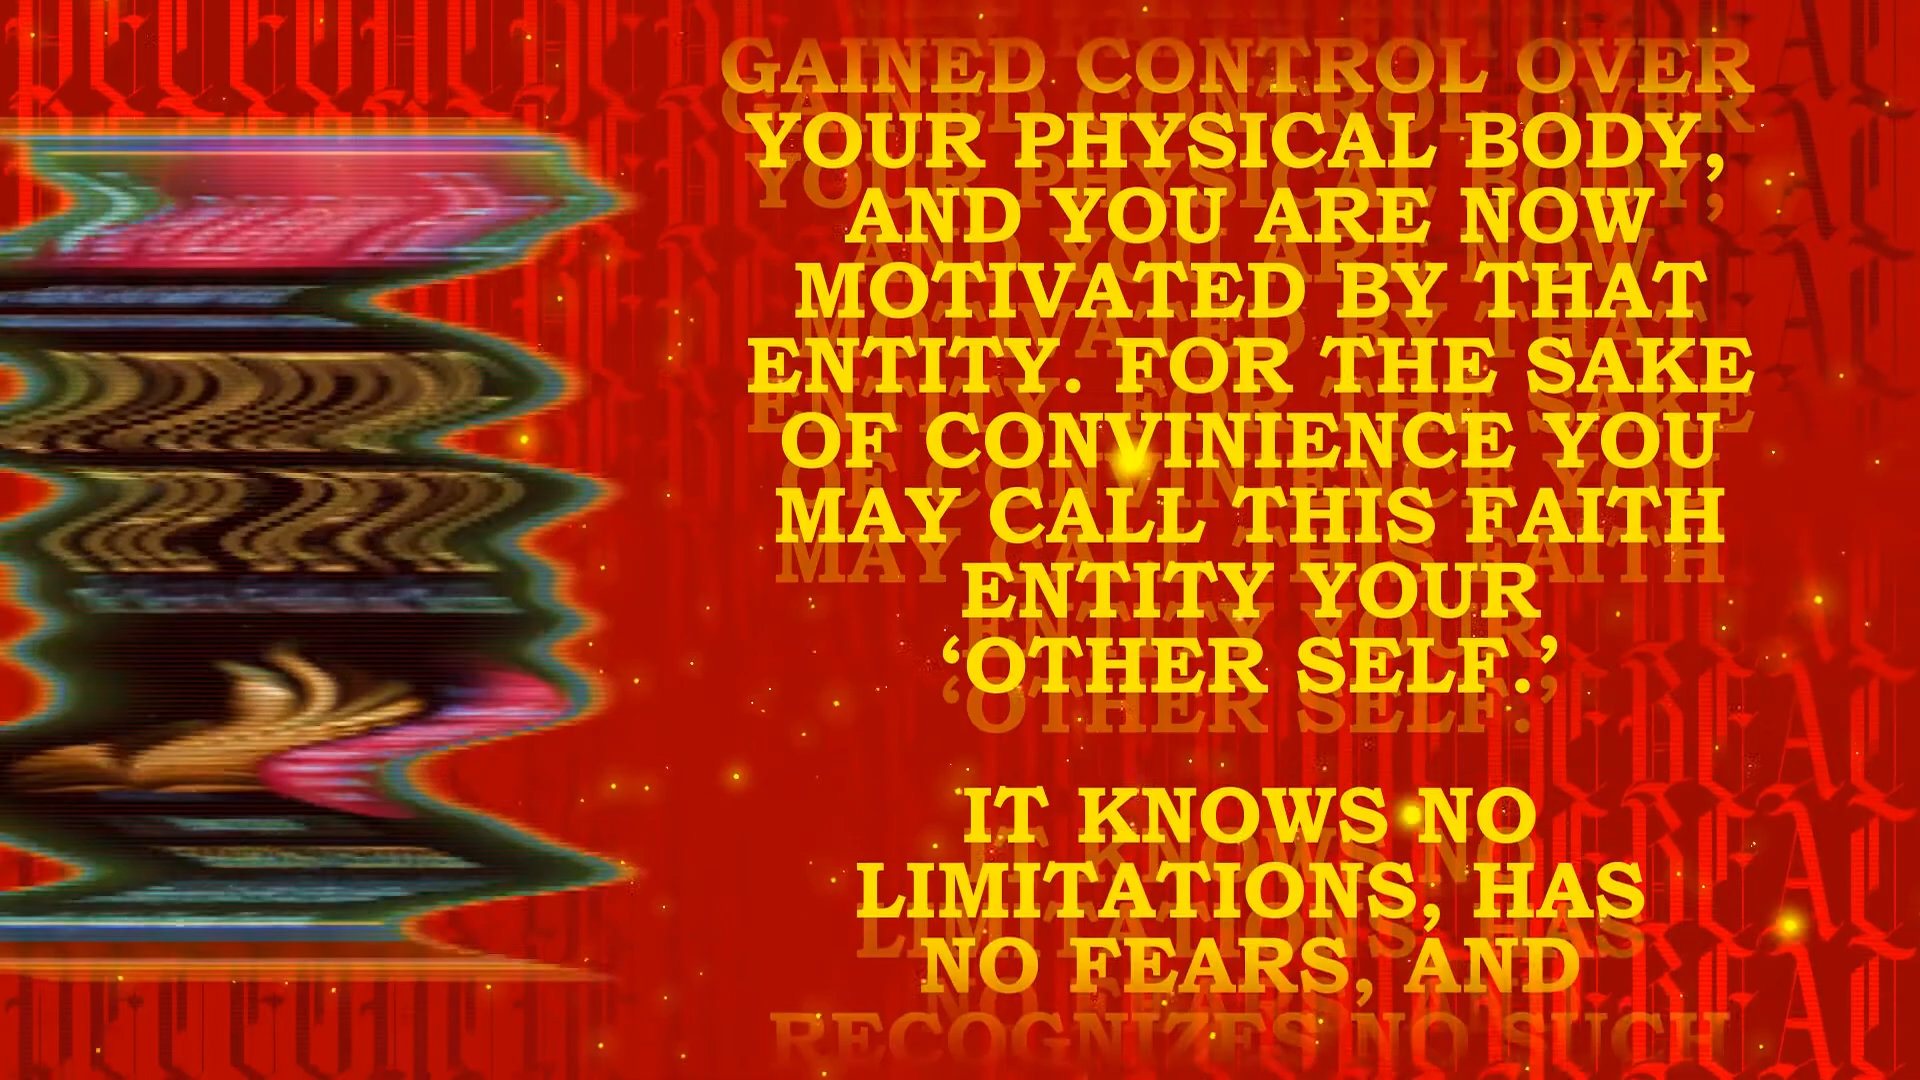 GAINED CONTROL OVER
YOUR PHYSICAL BODY,
AND YOU ARE NOW
MOTIVATED BY THAT
ENTITY. FOR THE SAKE
OF CONVINIENCE YOU
MAY CALL THIS FAITH
ENTITY YOUR
‘OTHER SELF.’
IT KNOWS NO
LIMITATIONS, HAS
NO FEARS, AND
RECOGNIZES NO SUCH